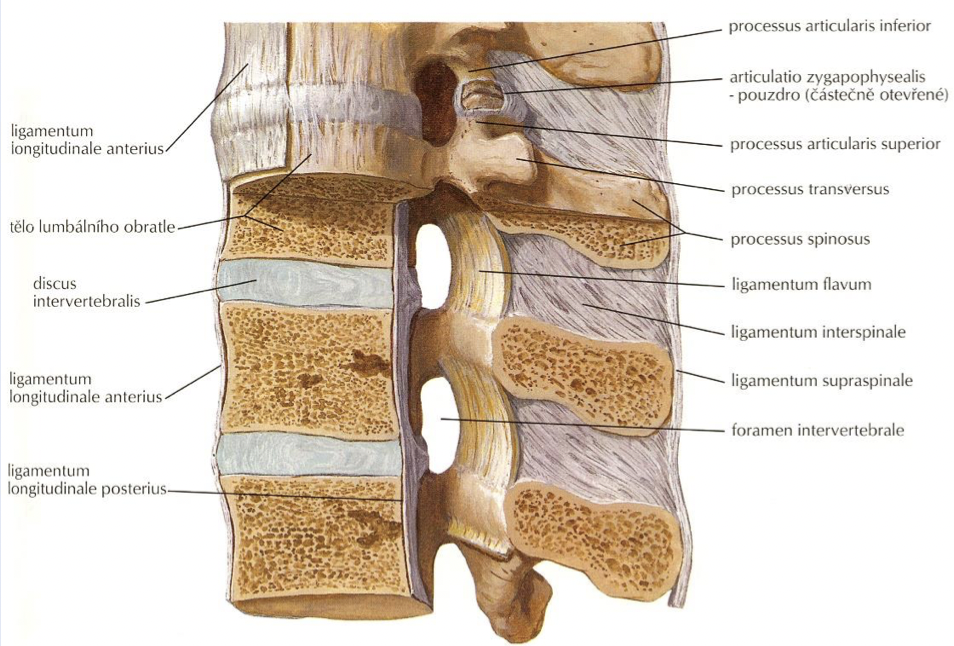 ligamentum
longitudinale anterius
tělo lumbálního obratle
discus
intervertebralis
ligamentum
longitudinale anterius
ligamentum
longitudinale posterius
processus articularis inferior
articulatio zygapophysealis
- pouzdro (částečně otevřené)
processus articularis superior
processus transversus
processus spinosus
ligamentum flavum
ligamentum interspinale
ligamentum supraspinale
foramen intervertebrale